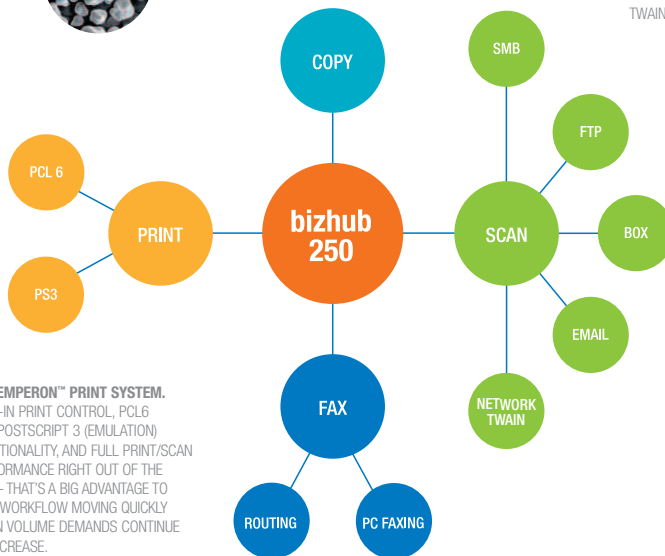 TWAIN
COPY
SMB
FTP
PCL 6
PRINT
bizhub
250
SCAN
BOX
PS3
EMAIL
EMPERON™ PRINT SYSTEM.
-IN PRINT CONTROL, PCL6
POSTSCRIPT 3 (EMULATION)
TIONALITY, AND FULL PRINT/SCAN
ORMANCE RIGHT OUT OF THE
– THAT'S A BIG ADVANTAGE TO
WORKFLOW MOVING QUICKLY
N VOLUME DEMANDS CONTINUE
CREASE.
FAX
NETWORK
TWAIN
ROUTING
PC FAXING